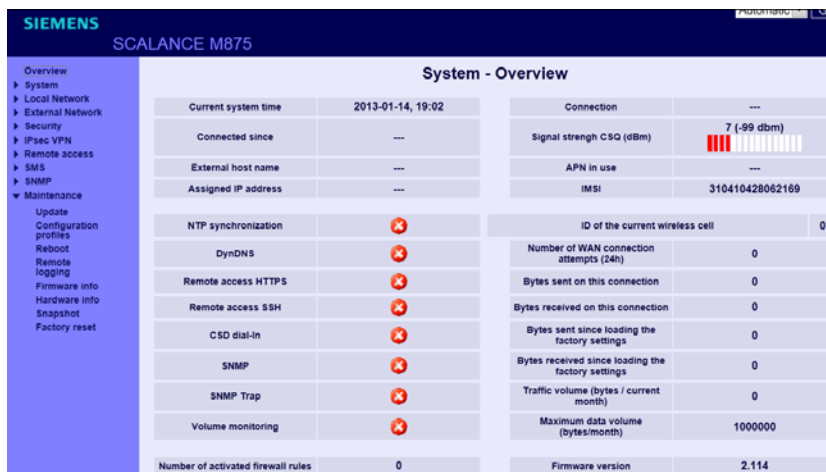 SIEMENS
Automatic
SCALANCE M875
Overview
System
Local Network
External Network
Security
IPsec VPN
Remote access
SMS
SNMP
Maintenance
Update
Configuration
profiles
Reboot
Remote
logging
Firmware info
Hardware info
Snapshot
Factory reset
System - Overview
Current system time 2013-01-14, 19:02
Connected since ---
External host name ---
Assigned IP address ---
NTP synchronization
DynDNS
Remote access HTTPS
Remote access SSH
CSD dial-In
SNMP
SNMP Trap
Volume monitoring
Number of activated firewall rules 0
Connection ---
Signal strengh CSQ (dBm) 7 (-99 dbm)
APN in use ---
IMSI 310410428062169
ID of the current wireless cell 0
Number of WAN connection
attempts (24h) 0
Bytes sent on this connection 0
Bytes received on this connection 0
Bytes sent since loading the
factory settings 0
Bytes received since loading the
factory settings 0
Traffic volume (bytes / current
month) 0
Maximum data volume
(bytes/month) 1000000
Firmware version 2.114